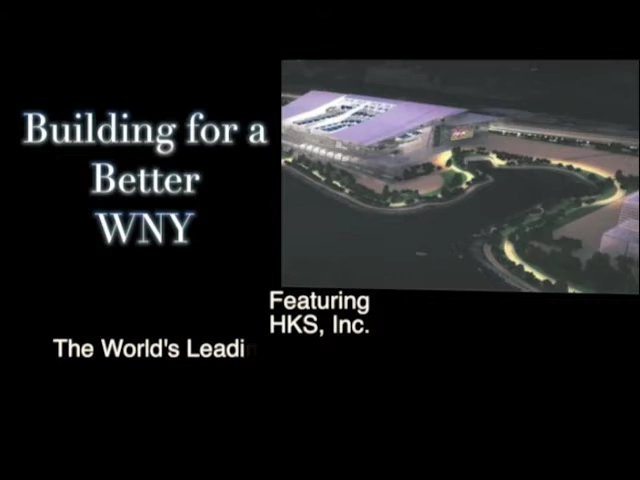 Building for a
Better
WNY
Featuring
HKS, Inc.
The World's Leadi